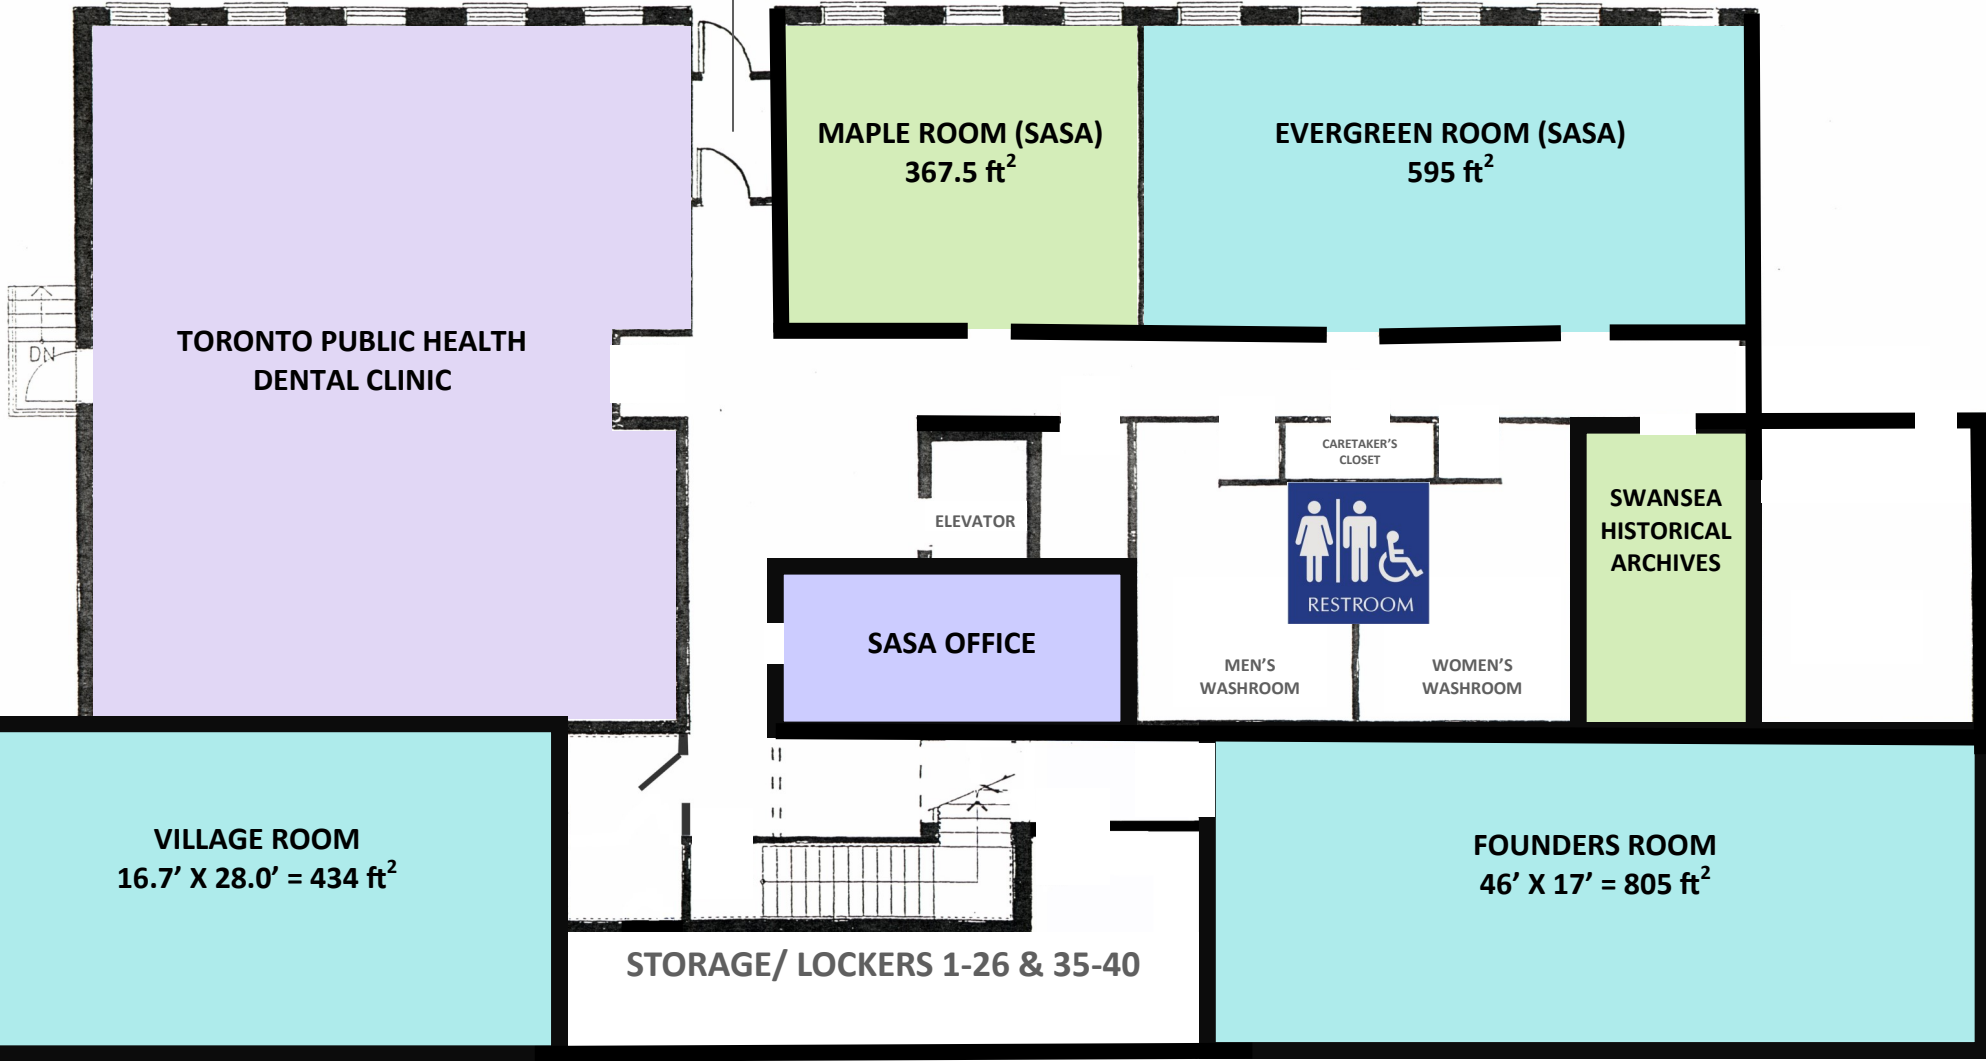 MAPLE ROOM (SASA)
367.5 ft²
EVERGREEN ROOM (SASA)
595 ft²
TORONTO PUBLIC HEALTH
DENTAL CLINIC
DN
CARETAKER’S
CLOSET
ELEVATOR
SWANSEA
HISTORICAL
ARCHIVES
RESTROOM
SASA OFFICE
MEN’S
WASHROOM
WOMEN’S
WASHROOM
VILLAGE ROOM
16.7’ X 28.0’ = 434 ft²
FOUNDERS ROOM
46’ X 17’ = 805 ft²
STORAGE/ LOCKERS 1-26 & 35-40